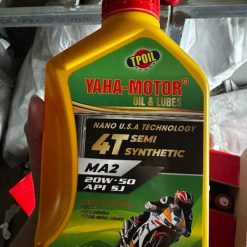 TPOIL
YAHA-MOTOR®
OIL & LUBES
NANO U.S.A TECHNOLOGY
4T SEMI
SYNTHETIC
MA2
20W-50
API SJ